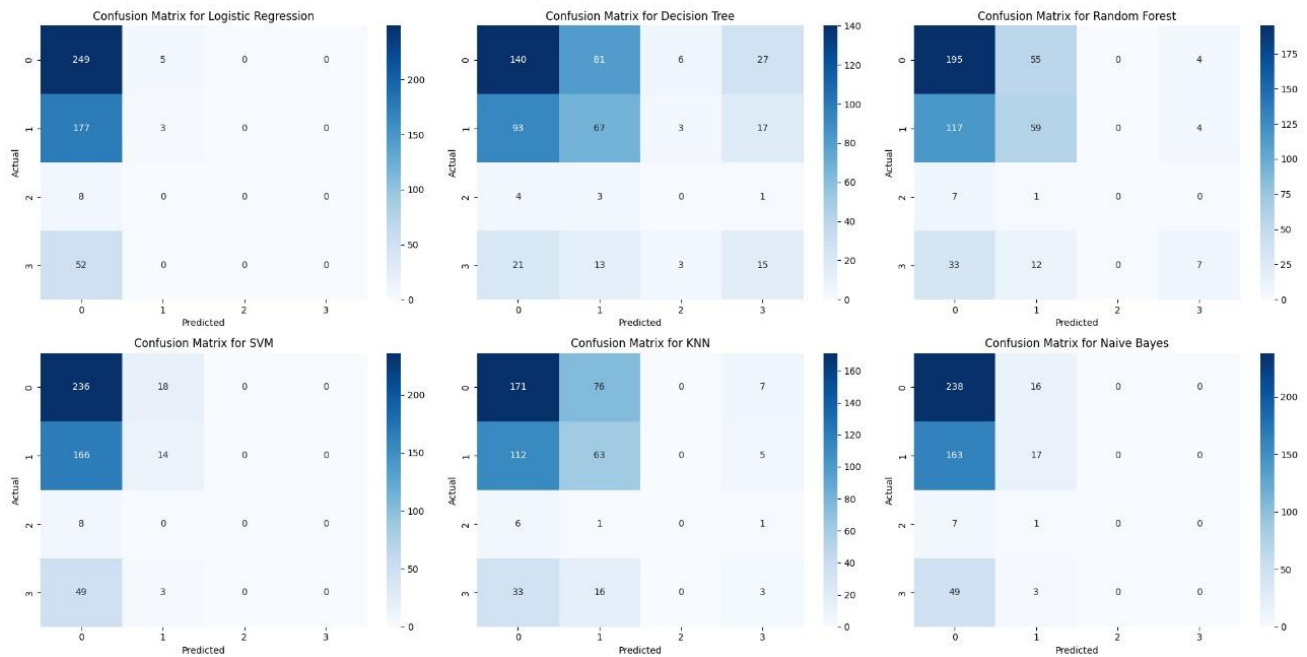 Confusion Matrix for Logistic Regression
0 249 5 0 0
1 177 3 0 0
2 8 0 0 0
3 52 0 0 0
0 1 2 3
Actual
Predicted
200
150
100
50
0
Confusion Matrix for Decision Tree
0 140 81 6 27
1 93 67 3 17
2 4 3 0 1
3 21 13 3 15
0 1 2 3
Actual
Predicted
140
120
100
80
60
40
20
0
Confusion Matrix for Random Forest
0 195 55 0 4
1 117 59 0 4
2 7 1 0 0
3 33 12 0 7
0 1 2 3
Actual
Predicted
175
150
125
100
75
50
25
0
Confusion Matrix for SVM
0 236 18 0 0
1 166 14 0 0
2 8 0 0 0
3 49 3 0 0
0 1 2 3
Actual
Predicted
200
150
100
50
0
Confusion Matrix for KNN
0 171 76 0 7
1 112 63 0 5
2 6 1 0 1
3 33 16 0 3
0 1 2 3
Actual
Predicted
160
140
120
100
80
60
40
20
0
Confusion Matrix for Naive Bayes
0 238 16 0 0
1 163 17 0 0
2 7 1 0 0
3 49 3 0 0
0 1 2 3
Actual
Predicted
200
150
100
50
0